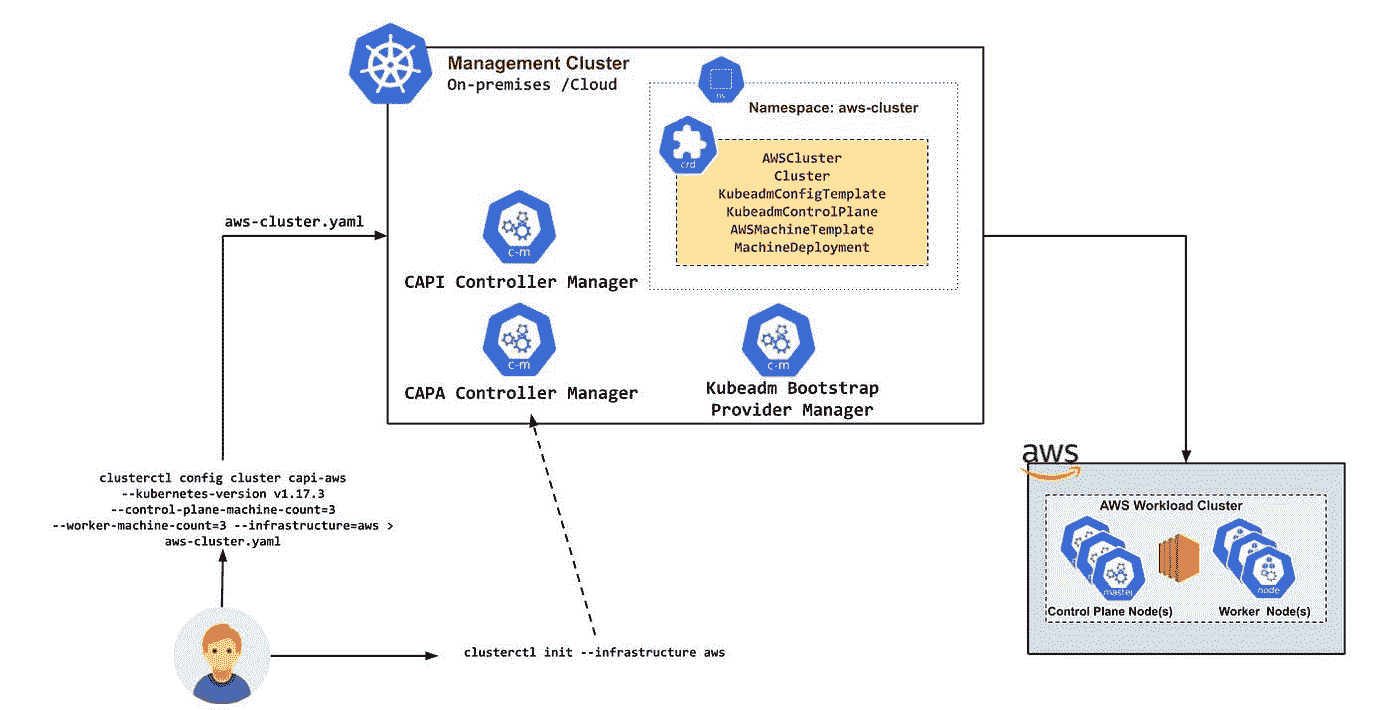 Management Cluster
On-premises /Cloud
ns
Namespace: aws-cluster
crd
AWSCluster
Cluster
KubeadmConfigTemplate
KubeadmControlPlane
AWSMachineTemplate
MachineDeployment
aws-cluster.yaml
c-m
CAPI Controller Manager
c-m
CAPA Controller Manager
c-m
Kubeadm Bootstrap
Provider Manager
clusterctl config cluster capi-aws
--kubernetes-version v1.17.3
--control-plane-machine-count=3
--worker-machine-count=3 --infrastructure=aws >
aws-cluster.yaml
clusterctl init --infrastructure aws
aws
AWS Workload Cluster
master
node
Control Plane Node(s)
Worker Node(s)